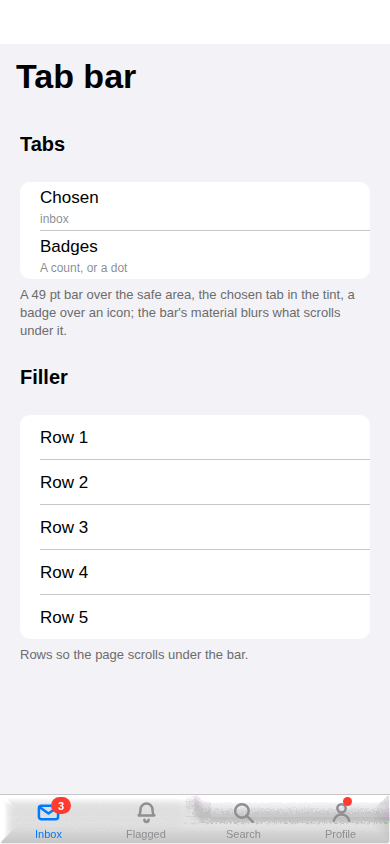 Tab bar
Tabs
Chosen
inbox
Badges
A count, or a dot
A 49 pt bar over the safe area, the chosen tab in the tint, a
badge over an icon; the bar's material blurs what scrolls
under it.
Filler
Row 1
Row 2
Row 3
Row 4
Row 5
Rows so the page scrolls under the bar.
3
Inbox
Flagged
Search
Profile